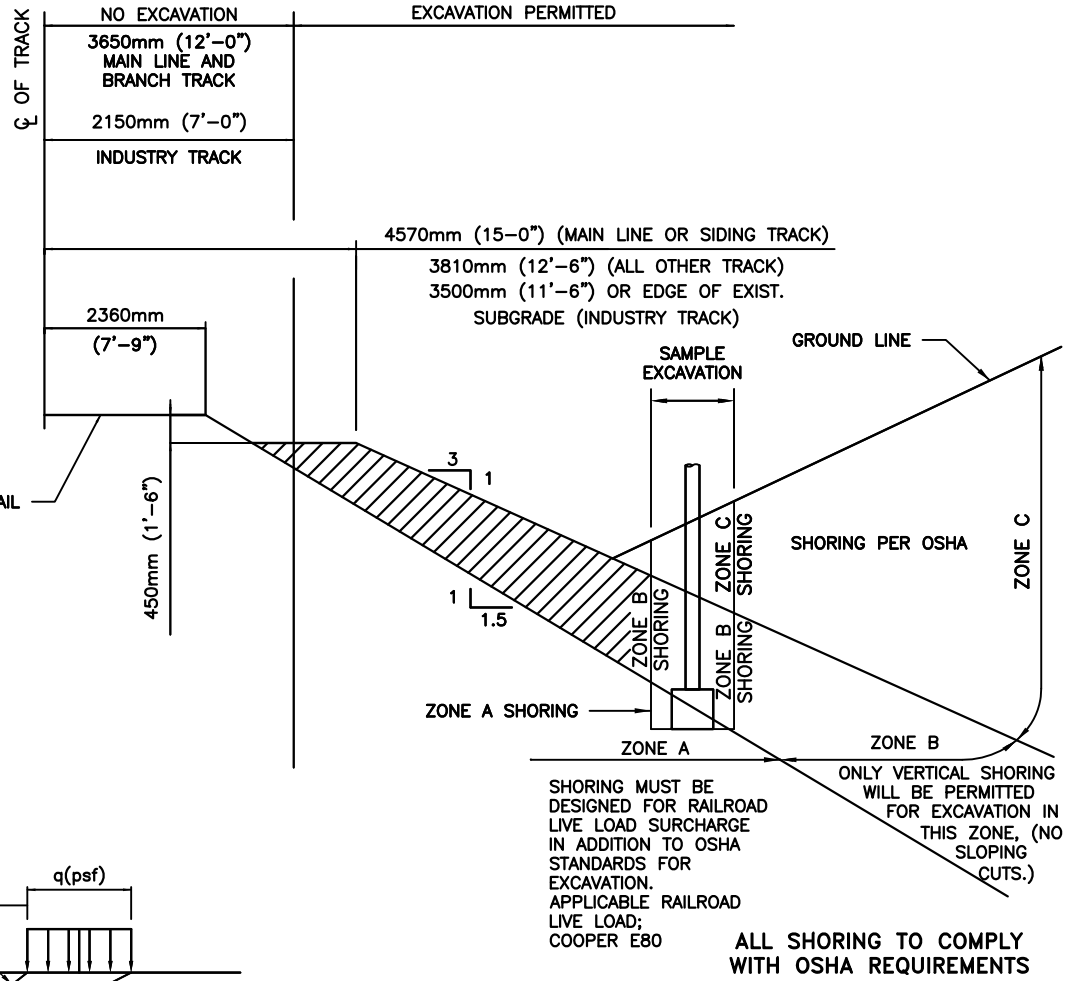 NO EXCAVATION
EXCAVATION PERMITTED
℄ OF TRACK
3650mm (12'-0")
MAIN LINE AND
BRANCH TRACK
2150mm (7'-0")
INDUSTRY TRACK
4570mm (15-0") (MAIN LINE OR SIDING TRACK)
3810mm (12'-6") (ALL OTHER TRACK)
3500mm (11'-6") OR EDGE OF EXIST.
SUBGRADE (INDUSTRY TRACK)
2360mm
(7'-9")
SAMPLE
EXCAVATION
GROUND LINE
3
1
AIL
450mm (1'-6")
1
1.5
ZONE B
SHORING
ZONE C
SHORING
ZONE B
SHORING
SHORING PER OSHA
ZONE C
ZONE A SHORING
ZONE A
ZONE B
SHORING MUST BE
DESIGNED FOR RAILROAD
LIVE LOAD SURCHARGE
IN ADDITION TO OSHA
STANDARDS FOR
EXCAVATION.
APPLICABLE RAILROAD
LIVE LOAD;
COOPER E80
ONLY VERTICAL SHORING
WILL BE PERMITTED
FOR EXCAVATION IN
THIS ZONE, (NO
SLOPING
CUTS.)
q(psf)
ALL SHORING TO COMPLY
WITH OSHA REQUIREMENTS